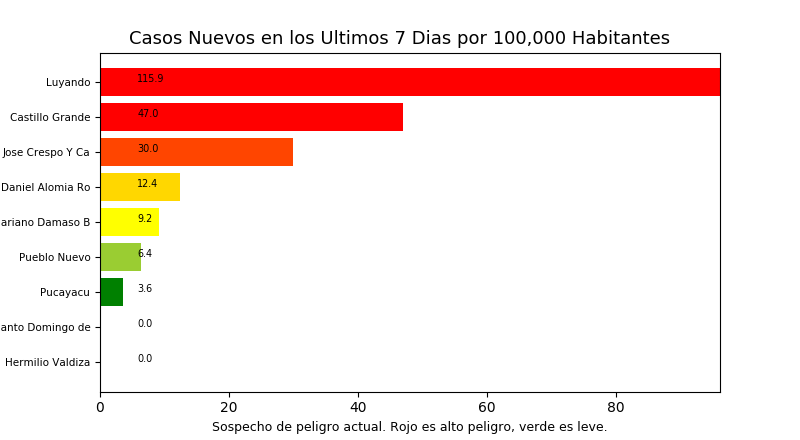 Casos Nuevos en los Ultimos 7 Dias por 100,000 Habitantes
Luyando 115.9
Castillo Grande 47.0
Jose Crespo Y Ca 30.0
Daniel Alomia Ro 12.4
ariano Damaso B 9.2
Pueblo Nuevo 6.4
Pucayacu 3.6
anto Domingo de 0.0
Hermilio Valdiza 0.0
0 20 40 60 80
Sospecho de peligro actual. Rojo es alto peligro, verde es leve.